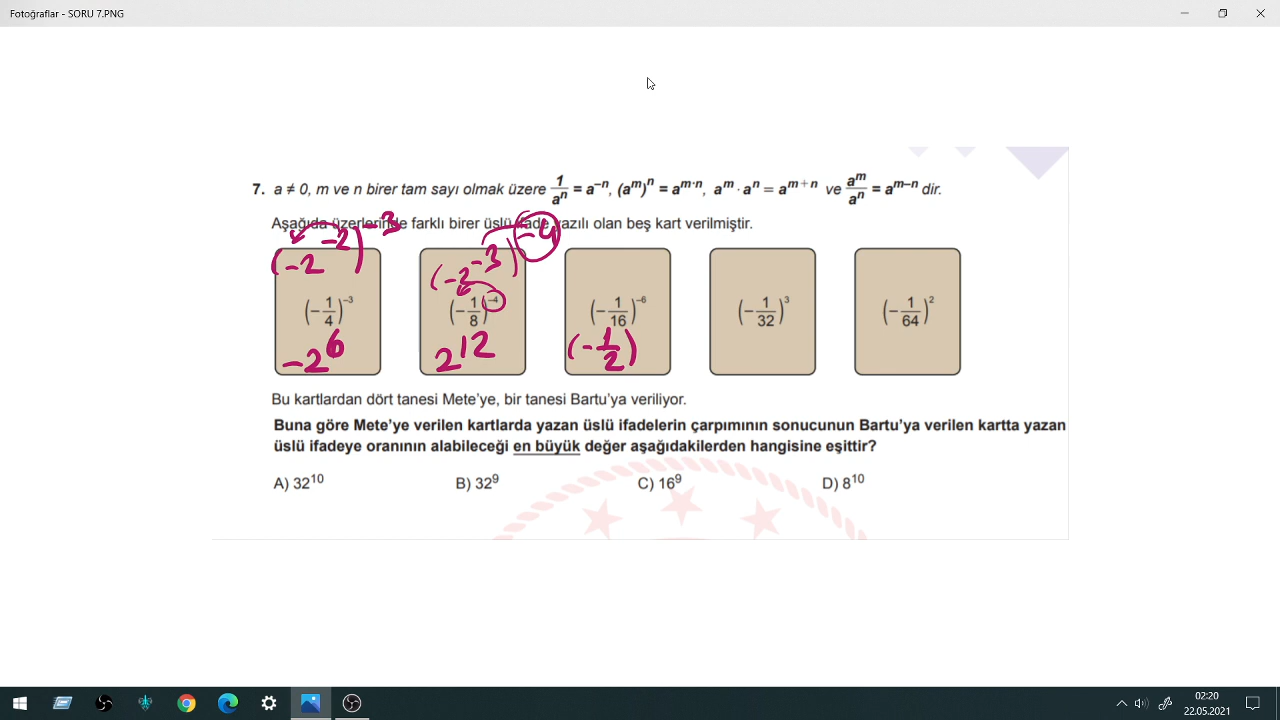 Fotoğraflar - SORU 7.PNG
7. a ≠ 0, m ve n birer tam sayı olmak üzere 1/aⁿ = a⁻ⁿ, (aᵐ)ⁿ = aᵐ·ⁿ, aᵐ · aⁿ = aᵐ⁺ⁿ ve aᵐ/aⁿ = aᵐ⁻ⁿ dir.
Aşağıda üzerlerinde farklı birer üslü ifade yazılı olan beş kart verilmiştir.
(-2⁻²)⁻³
(-2⁻³)⁻⁴
(-1/4)⁻³ (-1/8)⁻⁴ (-1/16)⁻⁶ (-1/32)³ (-1/64)²
-2⁶ 2¹² (-1/2)
Bu kartlardan dört tanesi Mete'ye, bir tanesi Bartu'ya veriliyor.
Buna göre Mete'ye verilen kartlarda yazan üslü ifadelerin çarpımının sonucunun Bartu'ya verilen kartta yazan
üslü ifadeye oranının alabileceği en büyük değer aşağıdakilerden hangisine eşittir?
A) 32¹⁰ B) 32⁹ C) 16⁹ D) 8¹⁰
02:20
22.05.2021